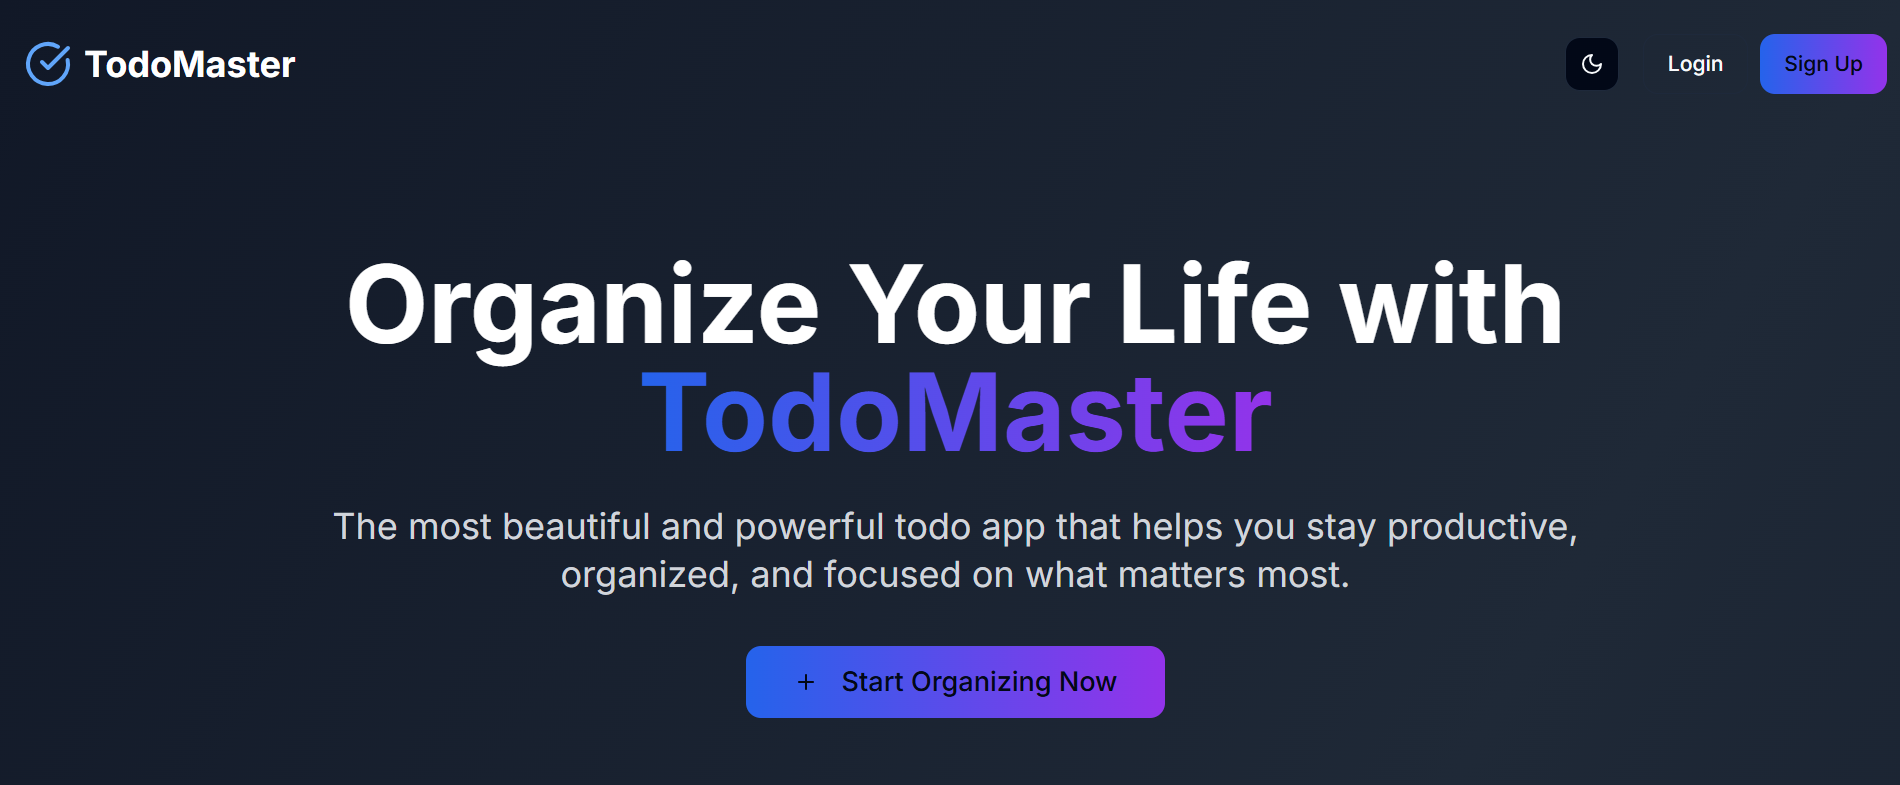 TodoMaster
Login
Sign Up
Organize Your Life with
TodoMaster
The most beautiful and powerful todo app that helps you stay productive,
organized, and focused on what matters most.
+ Start Organizing Now